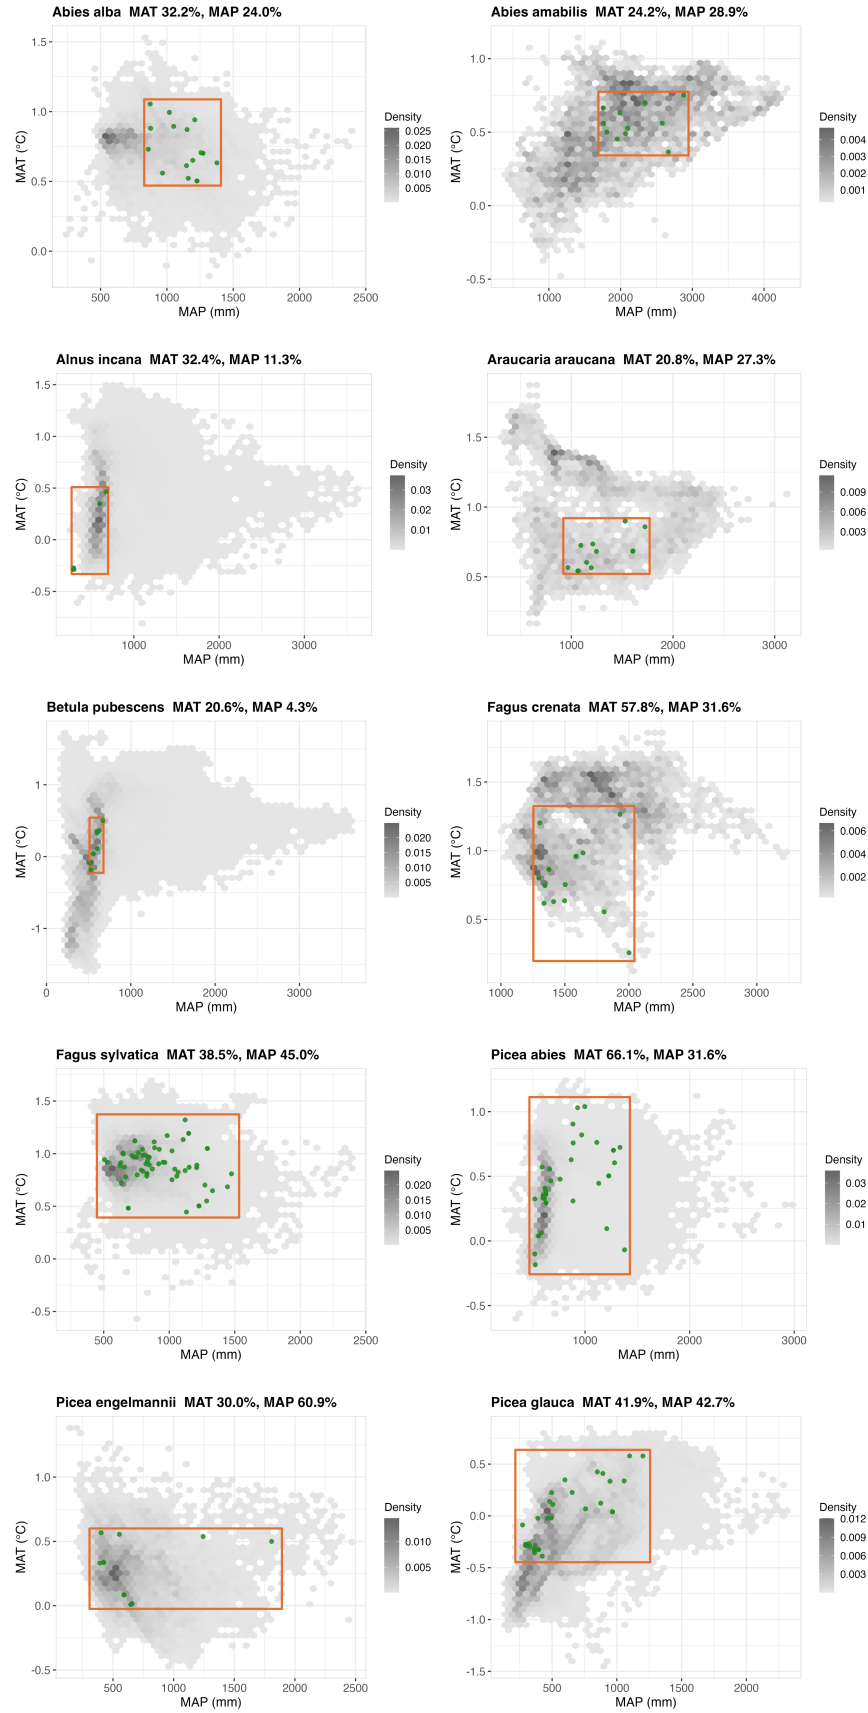 Abies alba  MAT 32.2%, MAP 24.0%
1.5
1.0
0.5
0.0
MAT (°C)
500 1000 1500 2000 2500
MAP (mm)
Density
0.025
0.020
0.015
0.010
0.005
Abies amabilis  MAT 24.2%, MAP 28.9%
1.0
0.5
0.0
-0.5
MAT (°C)
1000 2000 3000 4000
MAP (mm)
Density
0.004
0.003
0.002
0.001
Alnus incana  MAT 32.4%, MAP 11.3%
1.5
1.0
0.5
0.0
-0.5
MAT (°C)
1000 2000 3000
MAP (mm)
Density
0.03
0.02
0.01
Araucaria araucana  MAT 20.8%, MAP 27.3%
1.5
1.0
0.5
MAT (°C)
1000 2000 3000
MAP (mm)
Density
0.009
0.006
0.003
Betula pubescens  MAT 20.6%, MAP 4.3%
1
0
-1
MAT (°C)
0 1000 2000 3000
MAP (mm)
Density
0.020
0.015
0.010
0.005
Fagus crenata  MAT 57.8%, MAP 31.6%
1.5
1.0
0.5
MAT (°C)
1000 1500 2000 2500 3000
MAP (mm)
Density
0.006
0.004
0.002
Fagus sylvatica  MAT 38.5%, MAP 45.0%
1.5
1.0
0.5
0.0
-0.5
MAT (°C)
500 1000 1500 2000 2500
MAP (mm)
Density
0.020
0.015
0.010
0.005
Picea abies  MAT 66.1%, MAP 31.6%
1.0
0.5
0.0
-0.5
MAT (°C)
1000 2000 3000
MAP (mm)
Density
0.03
0.02
0.01
Picea engelmannii  MAT 30.0%, MAP 60.9%
1.0
0.5
0.0
-0.5
MAT (°C)
500 1000 1500 2000 2500
MAP (mm)
Density
0.010
0.005
Picea glauca  MAT 41.9%, MAP 42.7%
0.5
0.0
-0.5
-1.0
-1.5
MAT (°C)
500 1000 1500 2000
MAP (mm)
Density
0.012
0.009
0.006
0.003